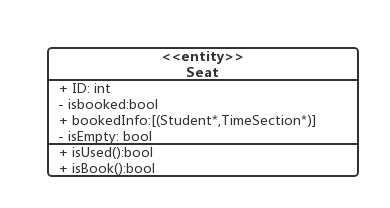 <<entity>>
Seat
+ ID: int
- isbooked:bool
+ bookedInfo:[(Student*,TimeSection*)]
- isEmpty: bool
+ isUsed():bool
+ isBook():bool